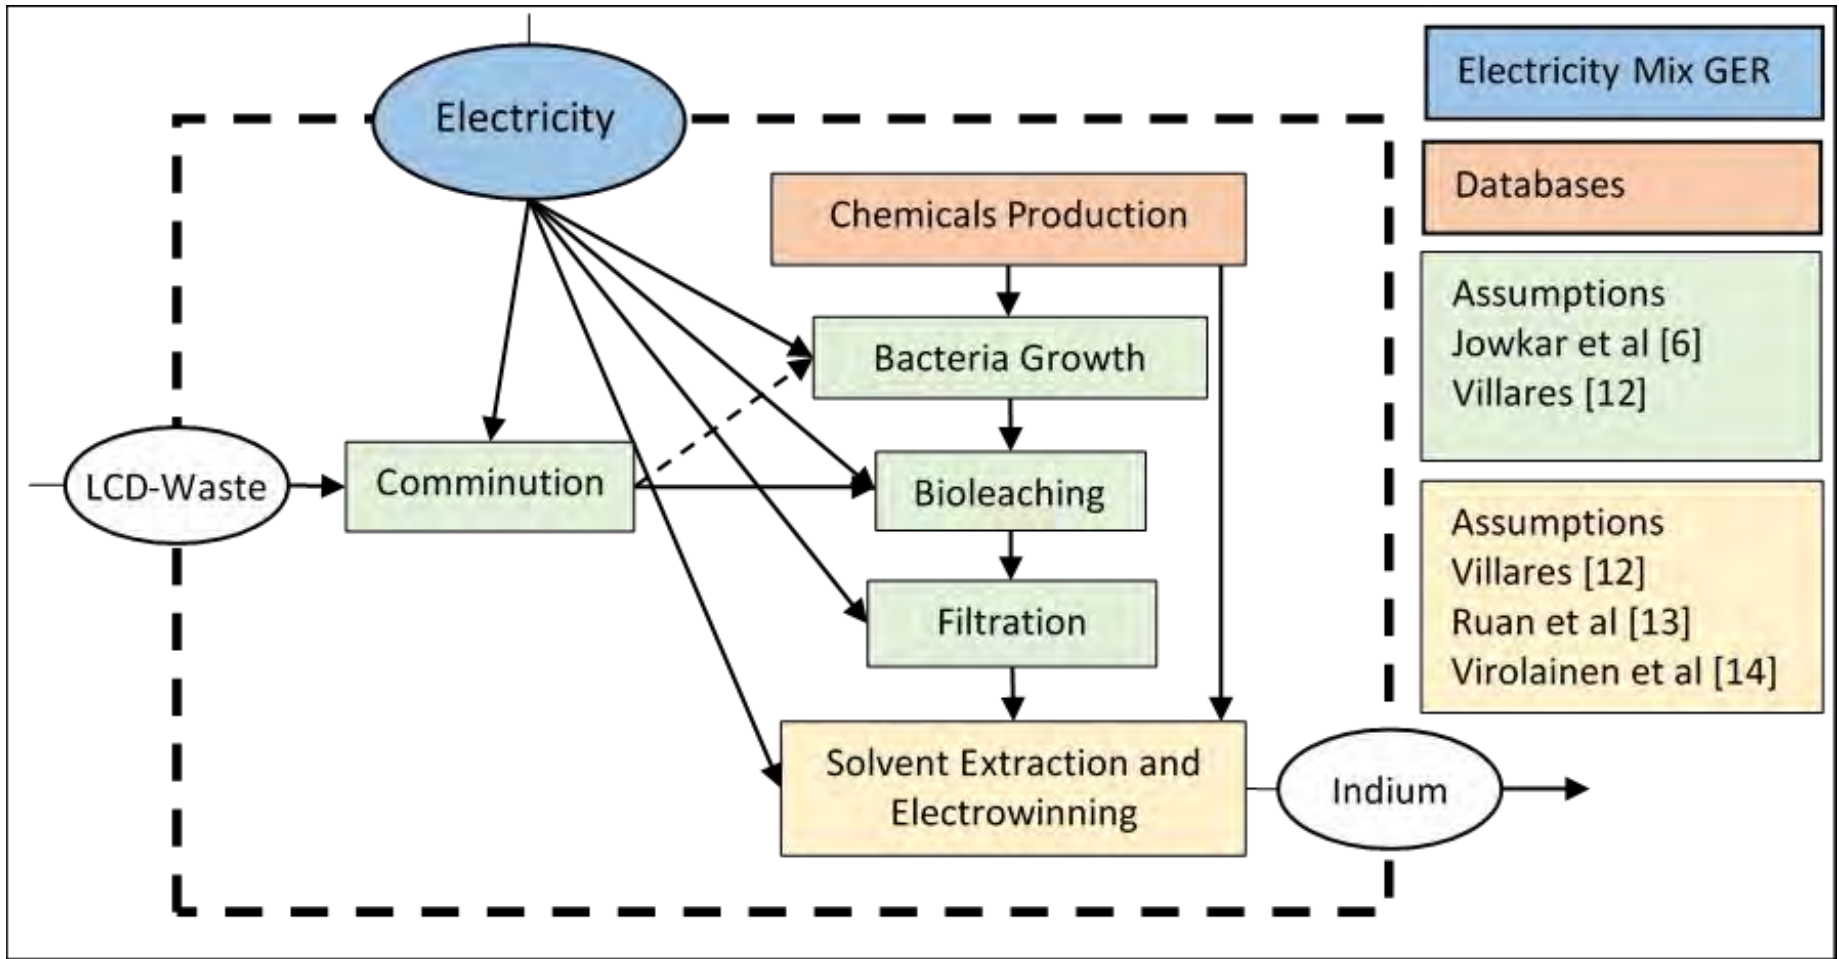 Electricity
Chemicals Production
Bacteria Growth
LCD-Waste
Comminution
Bioleaching
Filtration
Solvent Extraction and
Electrowinning
Indium
Electricity Mix GER
Databases
Assumptions
Jowkar et al [6]
Villares [12]
Assumptions
Villares [12]
Ruan et al [13]
Virolainen et al [14]